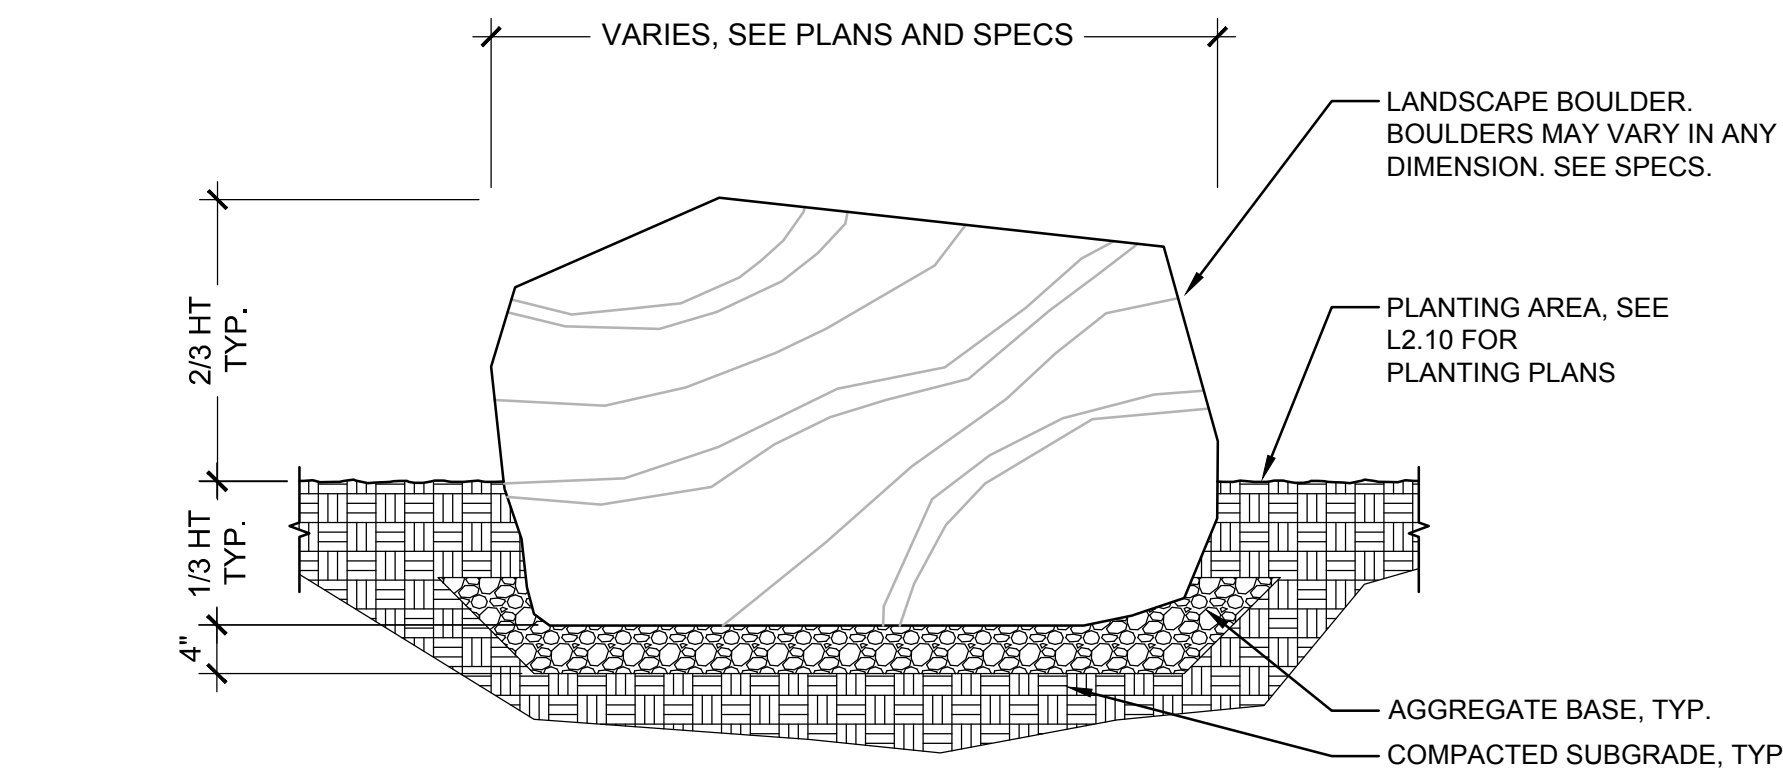 VARIES, SEE PLANS AND SPECS
LANDSCAPE BOULDER.
BOULDERS MAY VARY IN ANY
DIMENSION. SEE SPECS.
2/3 HT
TYP.
PLANTING AREA, SEE
L2.10 FOR
PLANTING PLANS
1/3 HT
TYP.
4"
AGGREGATE BASE, TYP.
COMPACTED SUBGRADE, TYP